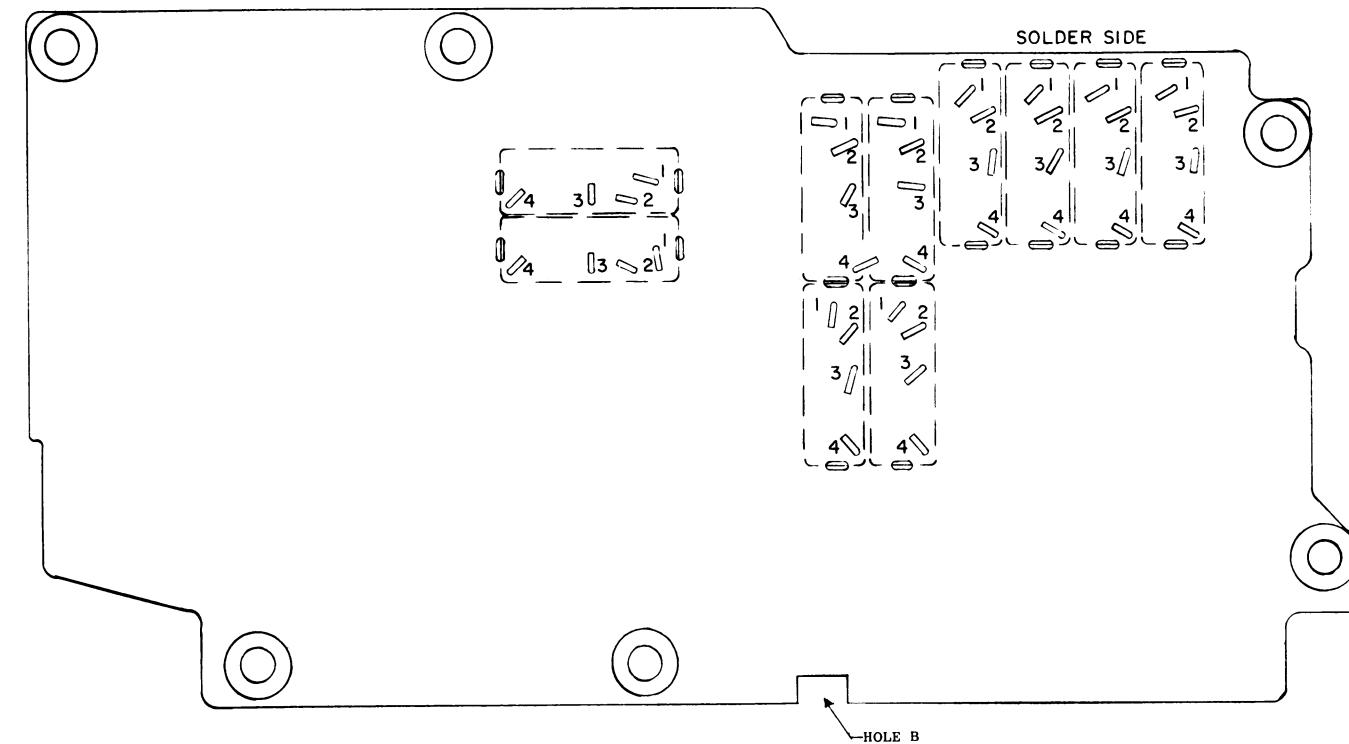 SOLDER SIDE
1 1 1 1
2 2 2 2
3 3 3 3
4 4 4 4
1 1
2 2
3 3
4 4
1
4 3 2
1
4 3 2
1 2 1 2
3 3
4 4
HOLE B